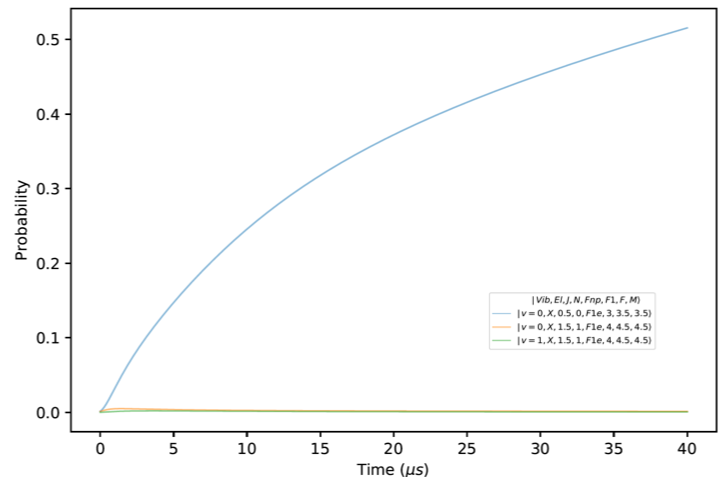 0.5
0.4
0.3
0.2
0.1
0.0
Probability
|Vib, El, J, N, Fnp, F1, F, M⟩
|v = 0, X, 0.5, 0, F1e, 3, 3.5, 3.5⟩
|v = 0, X, 1.5, 1, F1e, 4, 4.5, 4.5⟩
|v = 1, X, 1.5, 1, F1e, 4, 4.5, 4.5⟩
0 5 10 15 20 25 30 35 40
Time (μs)